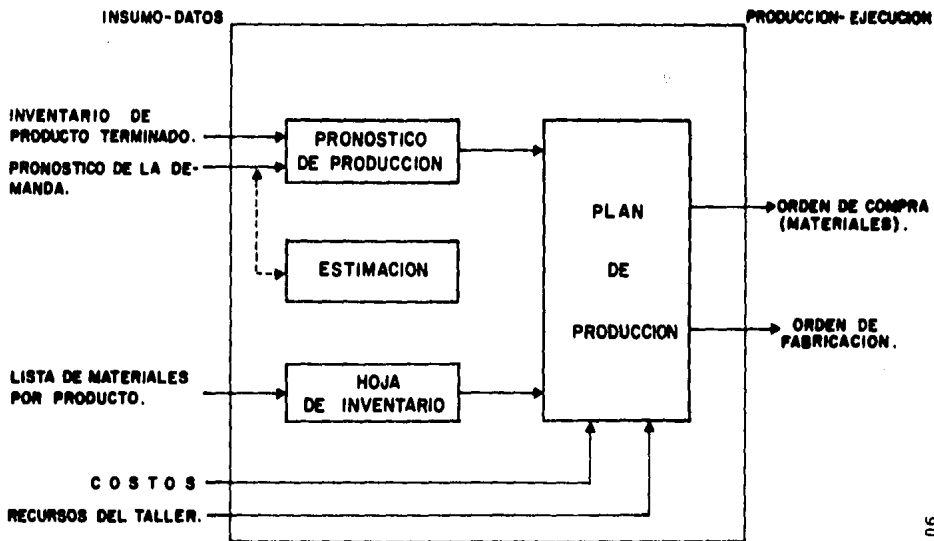 INSUMO-DATOS
PRODUCCION-EJECUCION
INVENTARIO DE
PRODUCTO TERMINADO.
PRONOSTICO DE LA DE-
MANDA.
PRONOSTICO
DE PRODUCCION
ESTIMACION
LISTA DE MATERIALES
POR PRODUCTO.
HOJA
DE INVENTARIO
PLAN
DE
PRODUCCION
ORDEN DE COMPRA
(MATERIALES).
ORDEN DE
FABRICACION.
COSTOS
RECURSOS DEL TALLER.
90